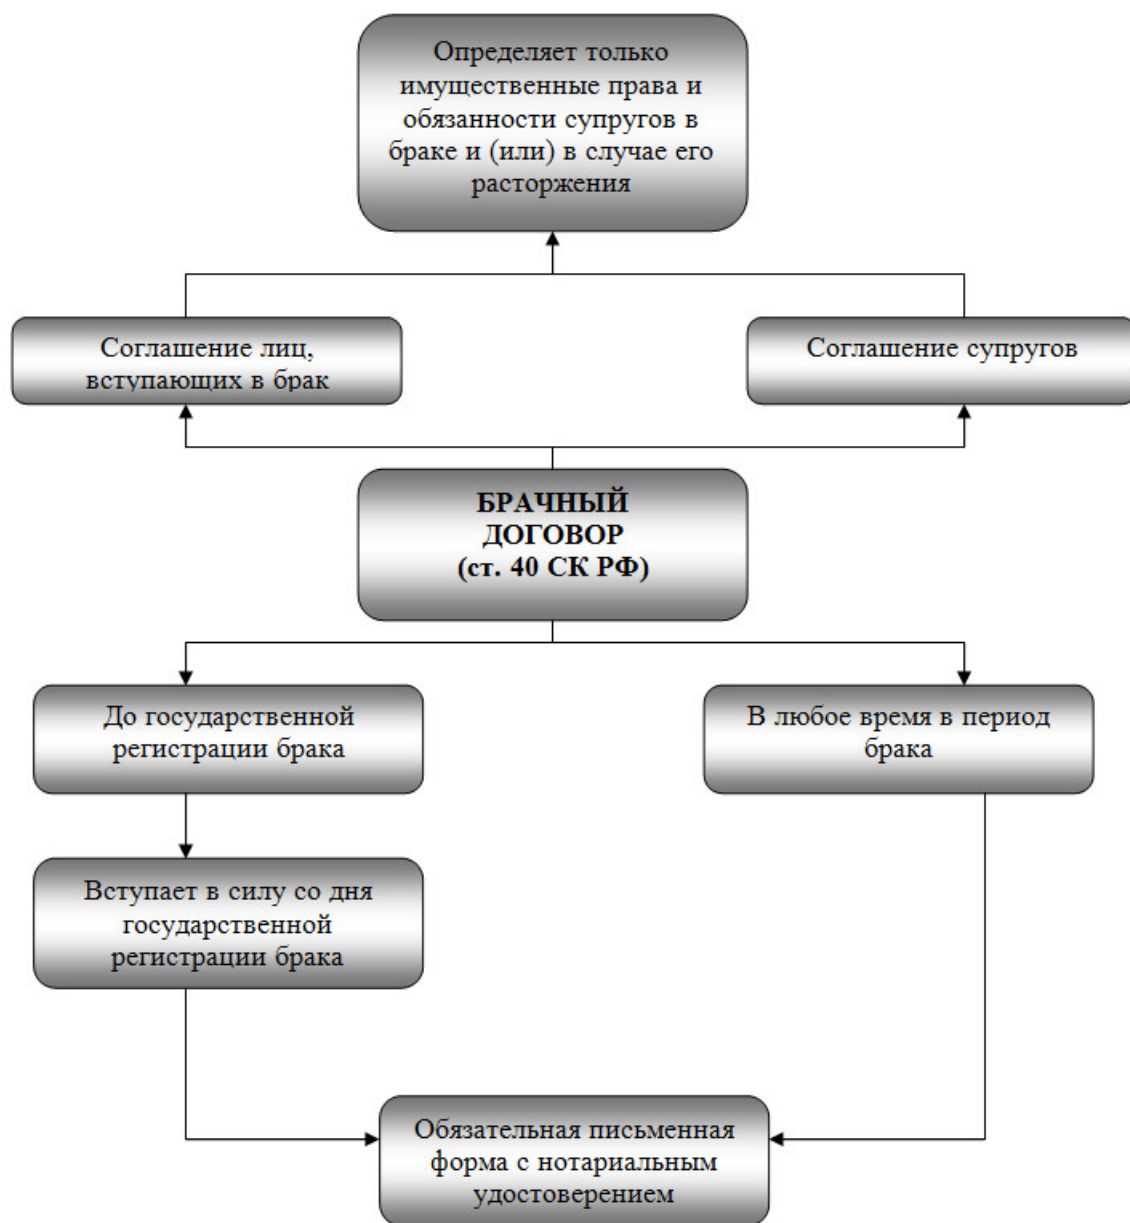 Определяет только
имущественные права и
обязанности супругов в
браке и (или) в случае его
расторжения
Соглашение лиц,
вступающих в брак
Соглашение супругов
БРАЧНЫЙ
ДОГОВОР
(ст. 40 СК РФ)
До государственной
регистрации брака
В любое время в период
брака
Вступает в силу со дня
государственной
регистрации брака
Обязательная письменная
форма с нотариальным
удостоверением